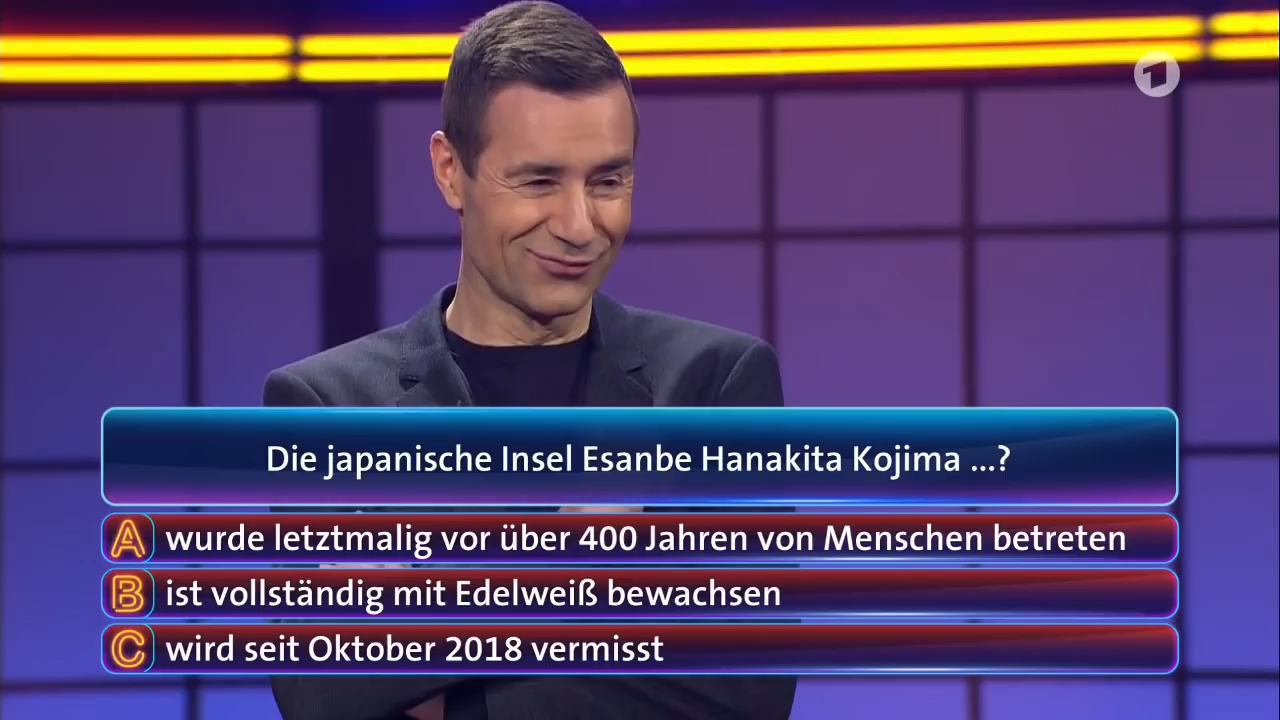 1
Die japanische Insel Esanbe Hanakita Kojima ...?
A wurde letztmalig vor über 400 Jahren von Menschen betreten
B ist vollständig mit Edelweiß bewachsen
C wird seit Oktober 2018 vermisst